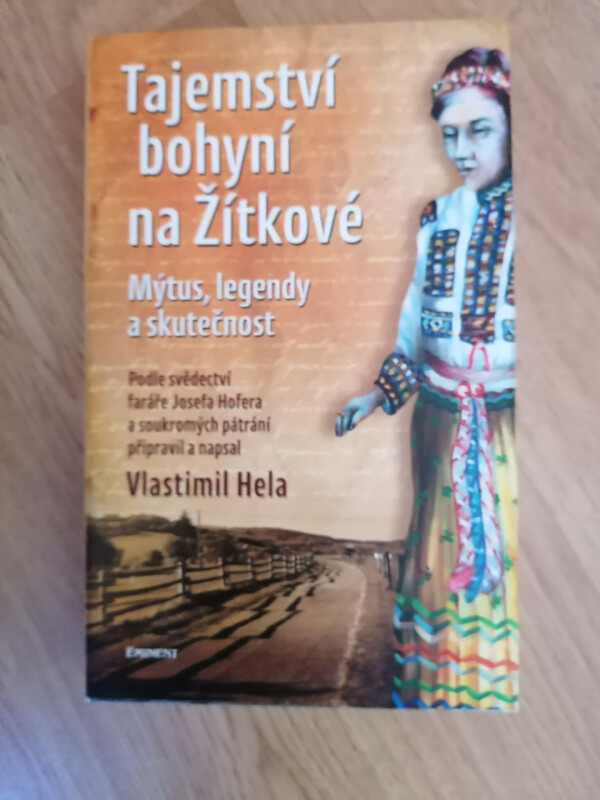 Tajemství
bohyní
na Žítkové
Mýtus, legendy
a skutečnost
Podle svědectví
faráře Josefa Hofera
a soukromých pátrání
připravil a napsal
Vlastimil Hela
EMINENT